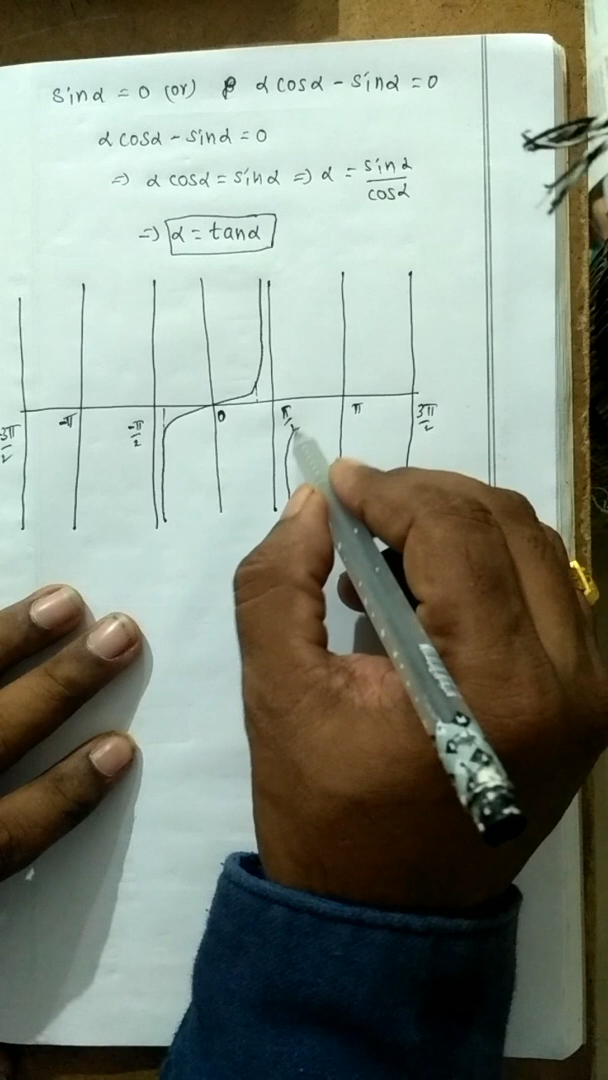 sinα = 0 (or) α cosα - sinα = 0
α cosα - sinα = 0
=> α cosα = sinα => α = sinα/cosα
=> α = tanα
-3π/2 -π -π/2 0 π/2 π 3π/2